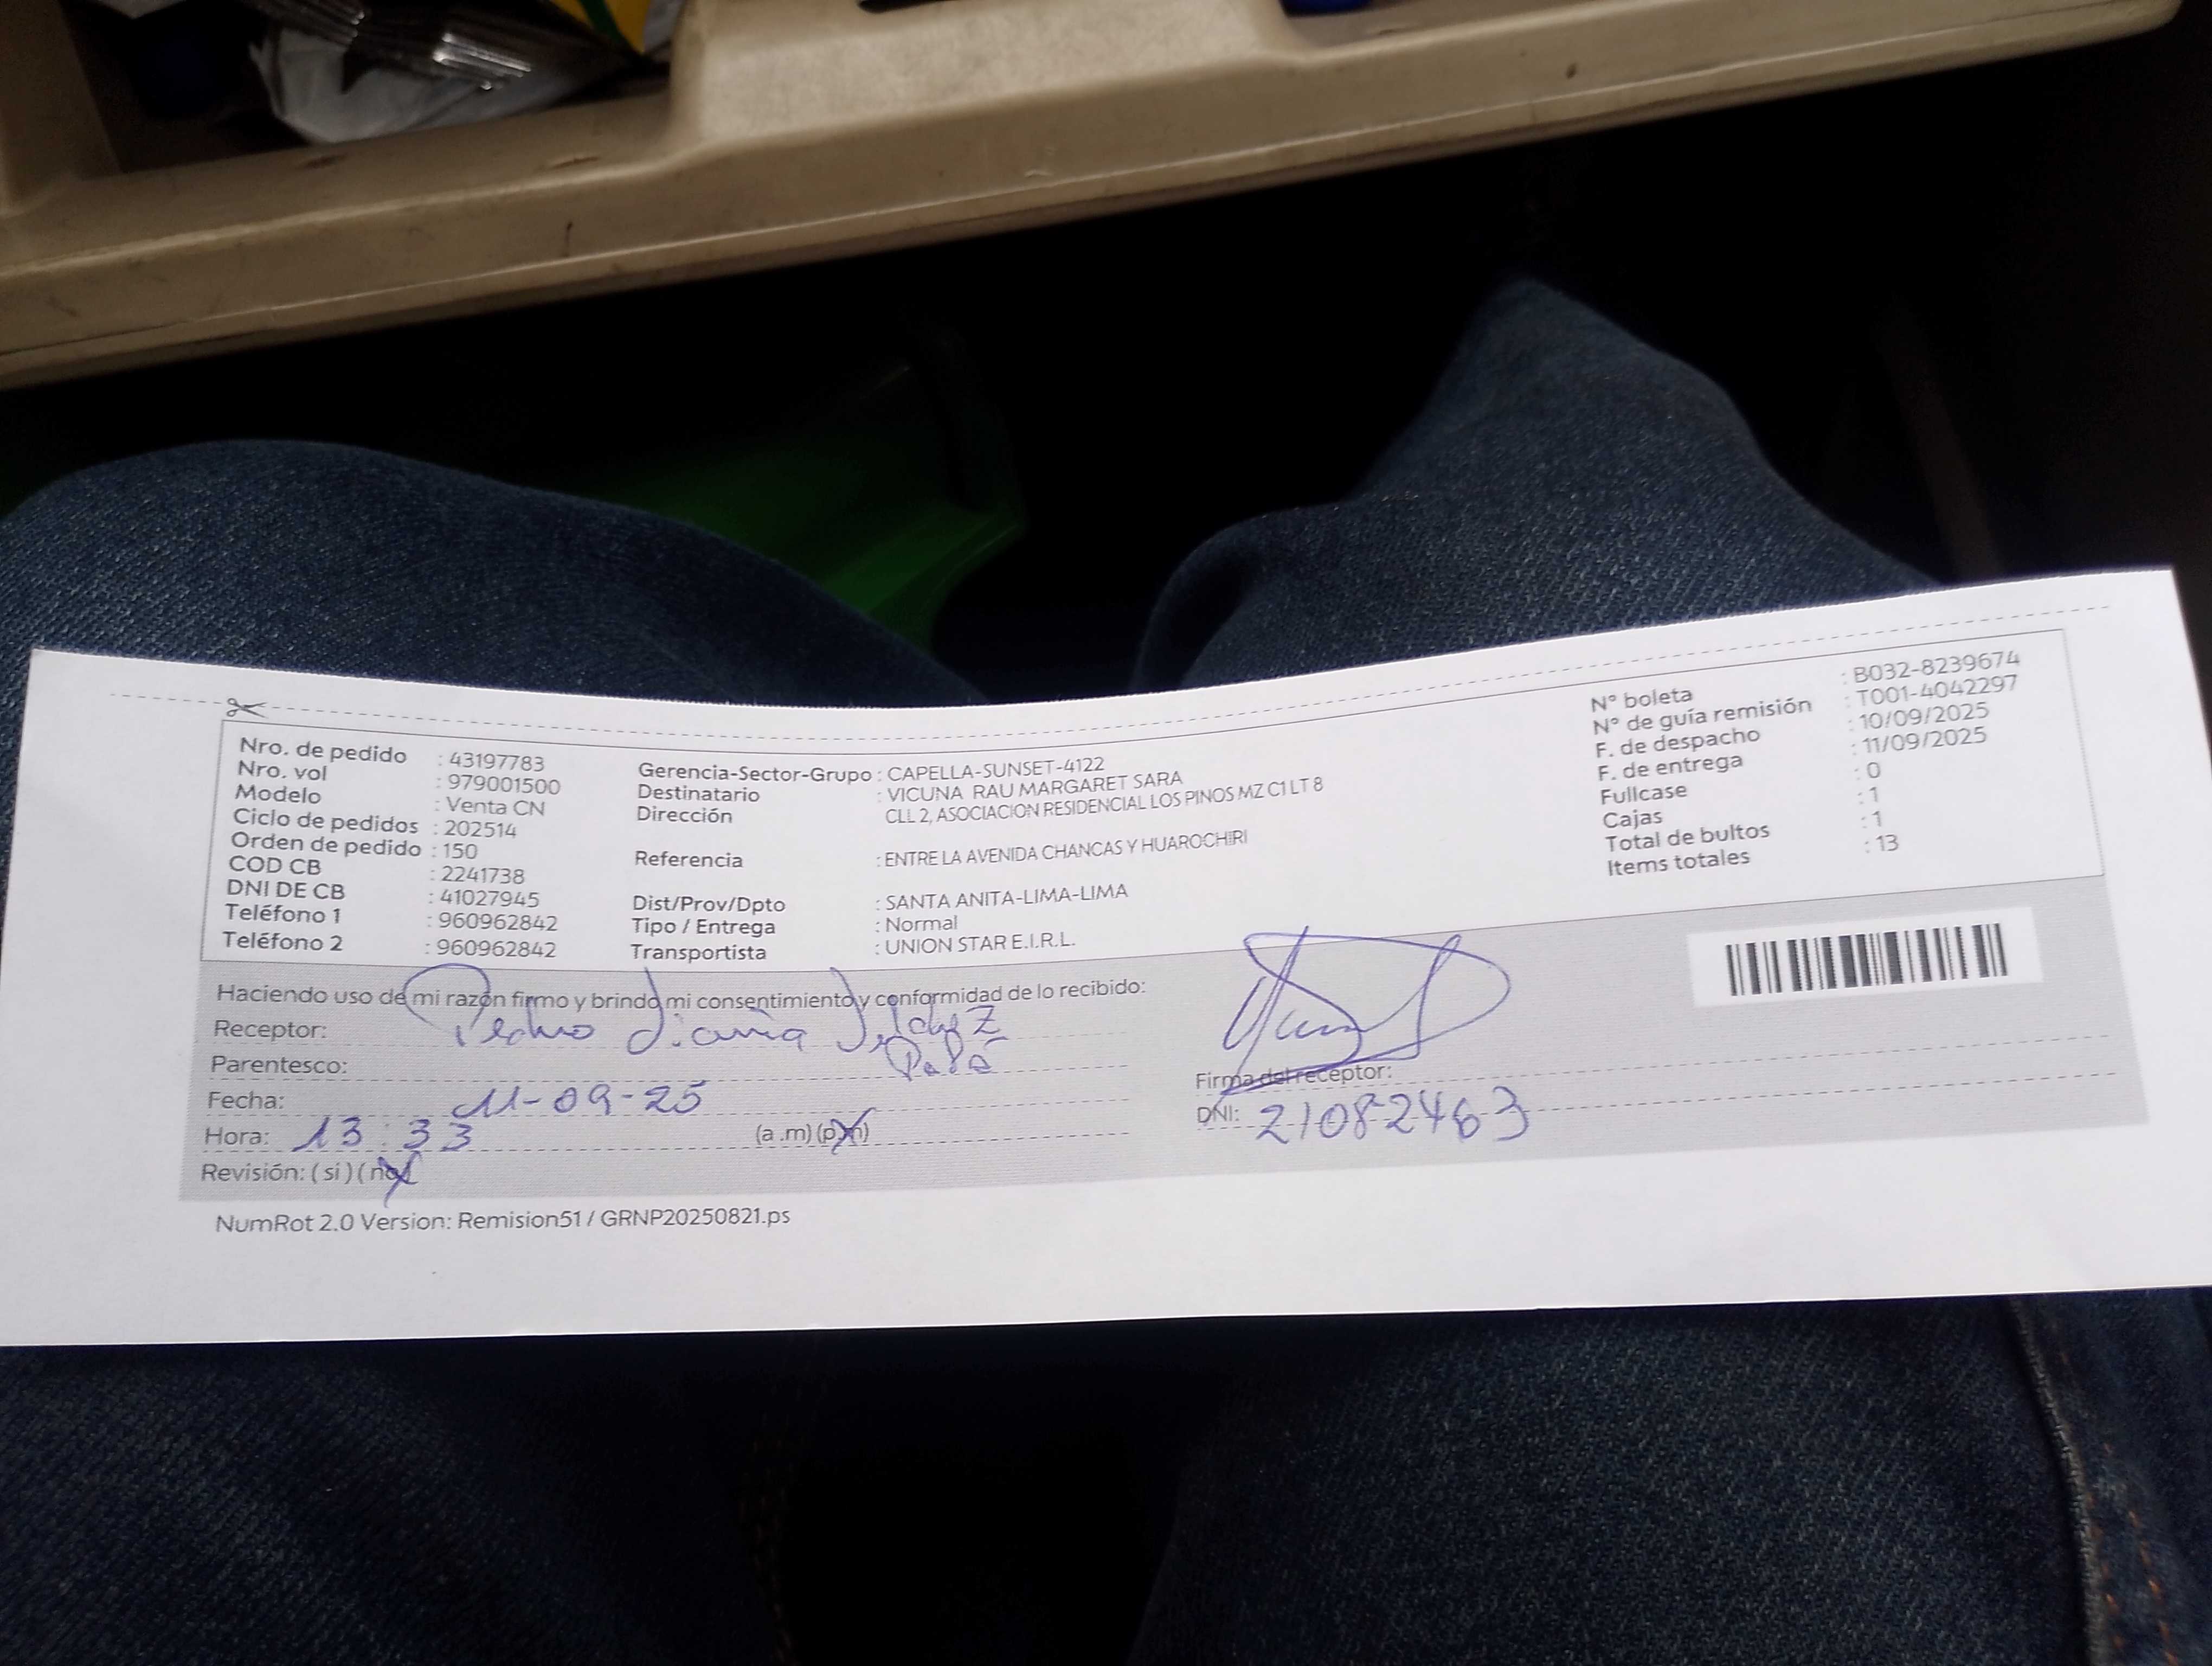 Nro. de pedido : 43197783
Nro. vol : 979001500
Modelo : Venta CN
Ciclo de pedidos : 202514
Orden de pedido : 150
COD CB : 2241738
DNI DE CB : 41027945
Teléfono 1 : 960962842
Teléfono 2 : 960962842
Gerencia-Sector-Grupo : CAPELLA-SUNSET-4122
Destinatario : VICUNA RAU MARGARET SARA
Dirección CLL 2, ASOCIACION RESIDENCIAL LOS PINOS MZ C1 LT 8
Referencia : ENTRE LA AVENIDA CHANCAS Y HUAROCHIRI
Dist/Prov/Dpto : SANTA ANITA-LIMA-LIMA
Tipo / Entrega : Normal
Transportista : UNION STAR E.I.R.L.
N° boleta : B032-8239674
N° de guía remisión : T001-4042297
F. de despacho : 10/09/2025
F. de entrega : 11/09/2025
Fullcase : 0
Cajas : 1
Total de bultos : 1
Items totales : 13
Haciendo uso de mi razón firmo y brindo mi consentimiento y conformidad de lo recibido:
Receptor: Pedro
Parentesco: Papá
Fecha: 11-09-25
Hora: 13:33 (a.m) (p.m)
Revisión: (si) (no)
Firma del receptor:
DNI: 21082463
NumRot 2.0 Version: Remision51 / GRNP20250821.ps